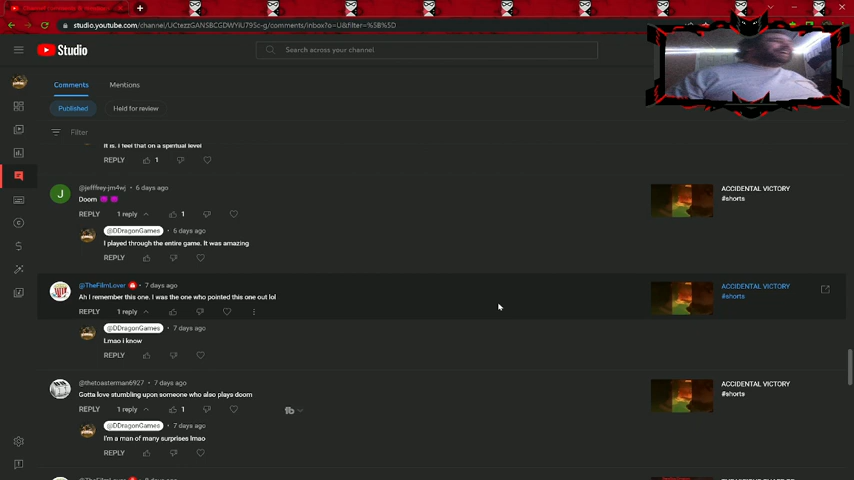 Channel comments & mentions
studio.youtube.com/channel/UCtezzGANSBCGDWYiU79Sc-g/comments/inbox?o=U&filter=%5B%5D
Studio
Search across your channel
Comments
Mentions
Published
Held for review
Filter
It is. I feel that on a spiritual level
REPLY 1
J
@jefffrey-jm4wj • 6 days ago
Doom
REPLY 1 reply 1
ACCIDENTAL VICTORY
#shorts
@DDragonGames • 6 days ago
I played through the entire game. It was amazing
REPLY
@TheFilmLover • 7 days ago
Ah I remember this one. I was the one who pointed this one out lol
REPLY 1 reply
ACCIDENTAL VICTORY
#shorts
@DDragonGames • 7 days ago
Lmao i know
REPLY
@thetoasterman6927 • 7 days ago
Gotta love stumbling upon someone who also plays doom
REPLY 1 reply 1
ACCIDENTAL VICTORY
#shorts
@DDragonGames • 7 days ago
I'm a man of many surprises lmao
REPLY